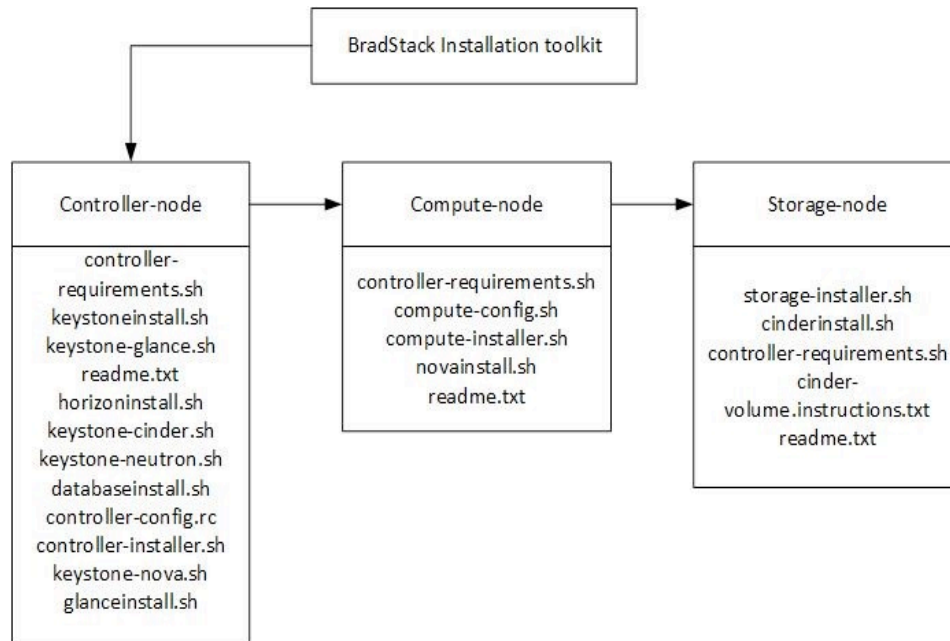 BradStack Installation toolkit
Controller-node
controller-
requirements.sh
keystoneinstall.sh
keystone-glance.sh
readme.txt
horizoninstall.sh
keystone-cinder.sh
keystone-neutron.sh
databaseinstall.sh
controller-config.rc
controller-installer.sh
keystone-nova.sh
glanceinstall.sh
Compute-node
controller-requirements.sh
compute-config.sh
compute-installer.sh
novainstall.sh
readme.txt
Storage-node
storage-installer.sh
cinderinstall.sh
controller-requirements.sh
cinder-
volume.instructions.txt
readme.txt